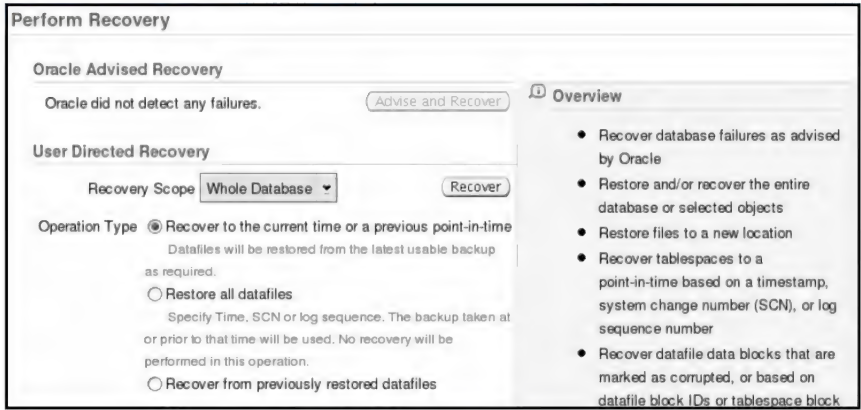 Perform Recovery
Oracle Advised Recovery
Oracle did not detect any failures.
Advise and Recover
User Directed Recovery
Recovery Scope Whole Database
Recover
Operation Type Recover to the current time or a previous point-in-time
Datafiles will be restored from the latest usable backup
as required.
Restore all datafiles
Specify Time, SCN or log sequence. The backup taken at
or prior to that time will be used. No recovery will be
performed in this operation.
Recover from previously restored datafiles
Overview
• Recover database failures as advised
by Oracle
• Restore and/or recover the entire
database or selected objects
• Restore files to a new location
• Recover tablespaces to a
point-in-time based on a timestamp,
system change number (SCN), or log
sequence number
• Recover datafile data blocks that are
marked as corrupted, or based on
datafile block IDs or tablespace block